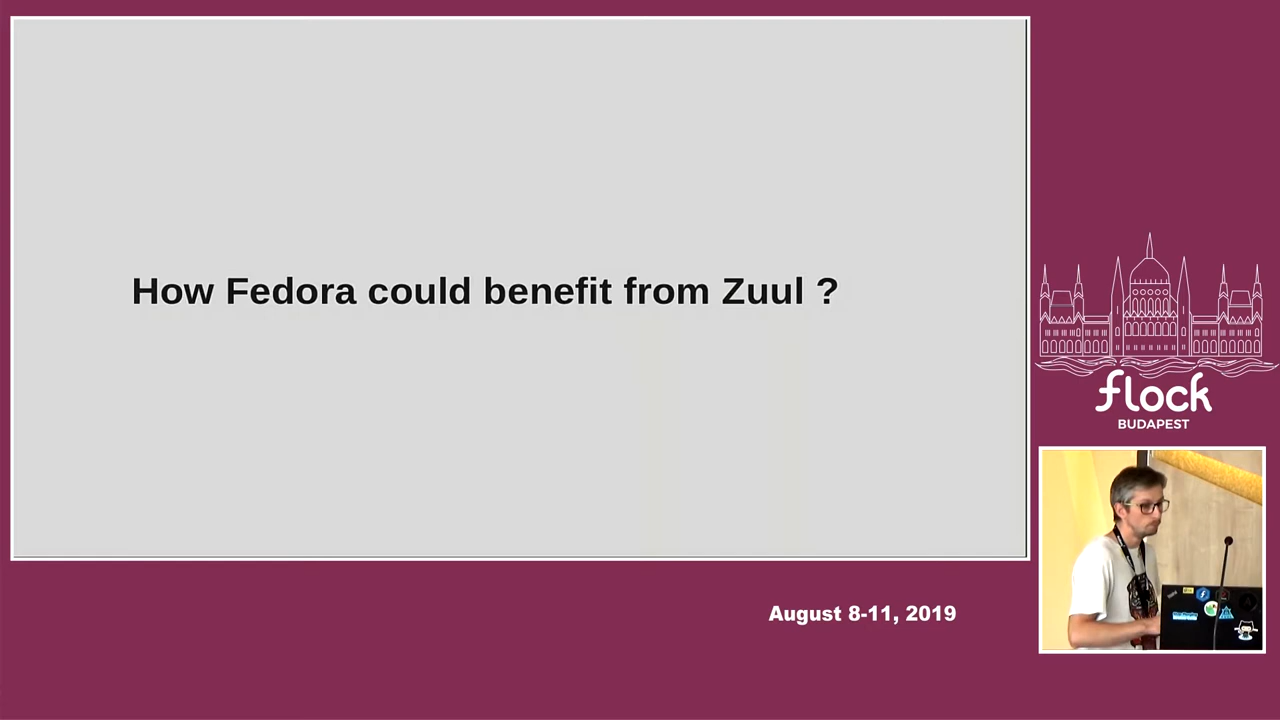 How Fedora could benefit from Zuul ?
flock
BUDAPEST
August 8-11, 2019